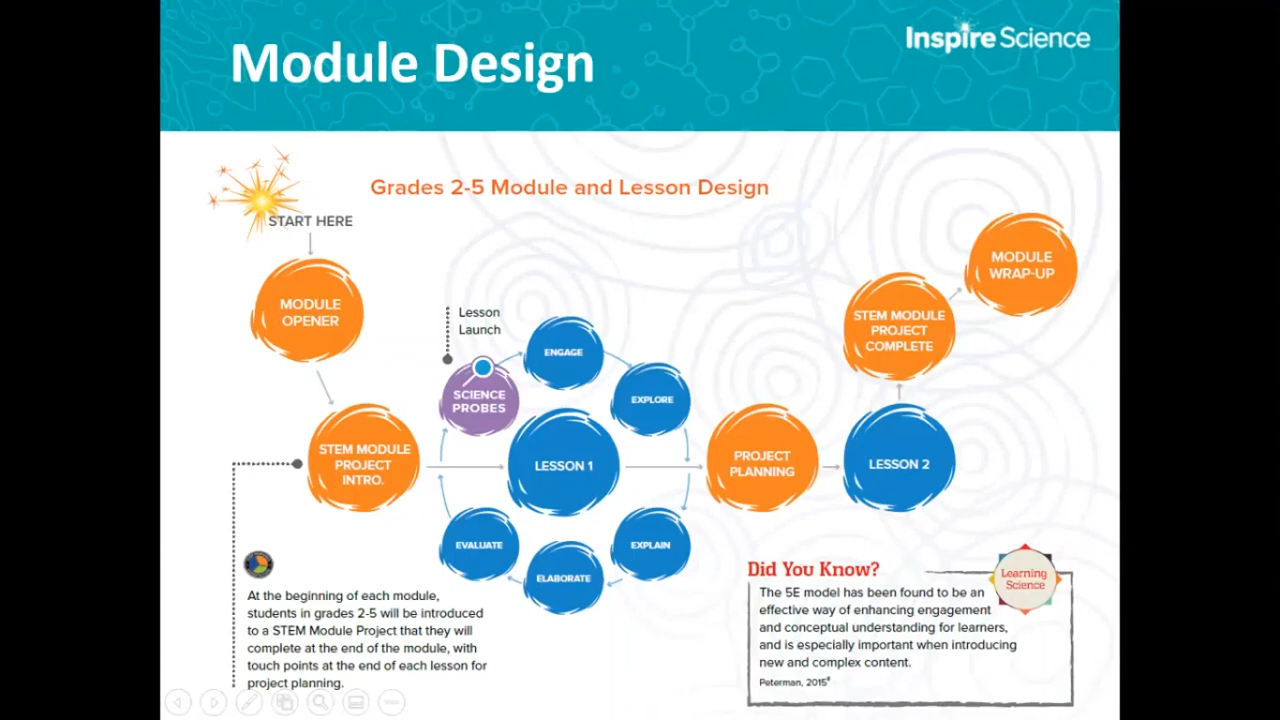 Module Design
Inspire Science
Grades 2-5 Module and Lesson Design
START HERE
MODULE
OPENER
STEM MODULE
PROJECT
INTRO.
Lesson
Launch
SCIENCE
PROBES
ENGAGE
EXPLORE
LESSON 1
EXPLAIN
ELABORATE
EVALUATE
PROJECT
PLANNING
LESSON 2
STEM MODULE
PROJECT
COMPLETE
MODULE
WRAP-UP
At the beginning of each module,
students in grades 2-5 will be introduced
to a STEM Module Project that they will
complete at the end of the module, with
touch points at the end of each lesson for
project planning.
Did You Know?
Learning
Science
The 5E model has been found to be an
effective way of enhancing engagement
and conceptual understanding for learners,
and is especially important when introducing
new and complex content.
Peterman, 2015